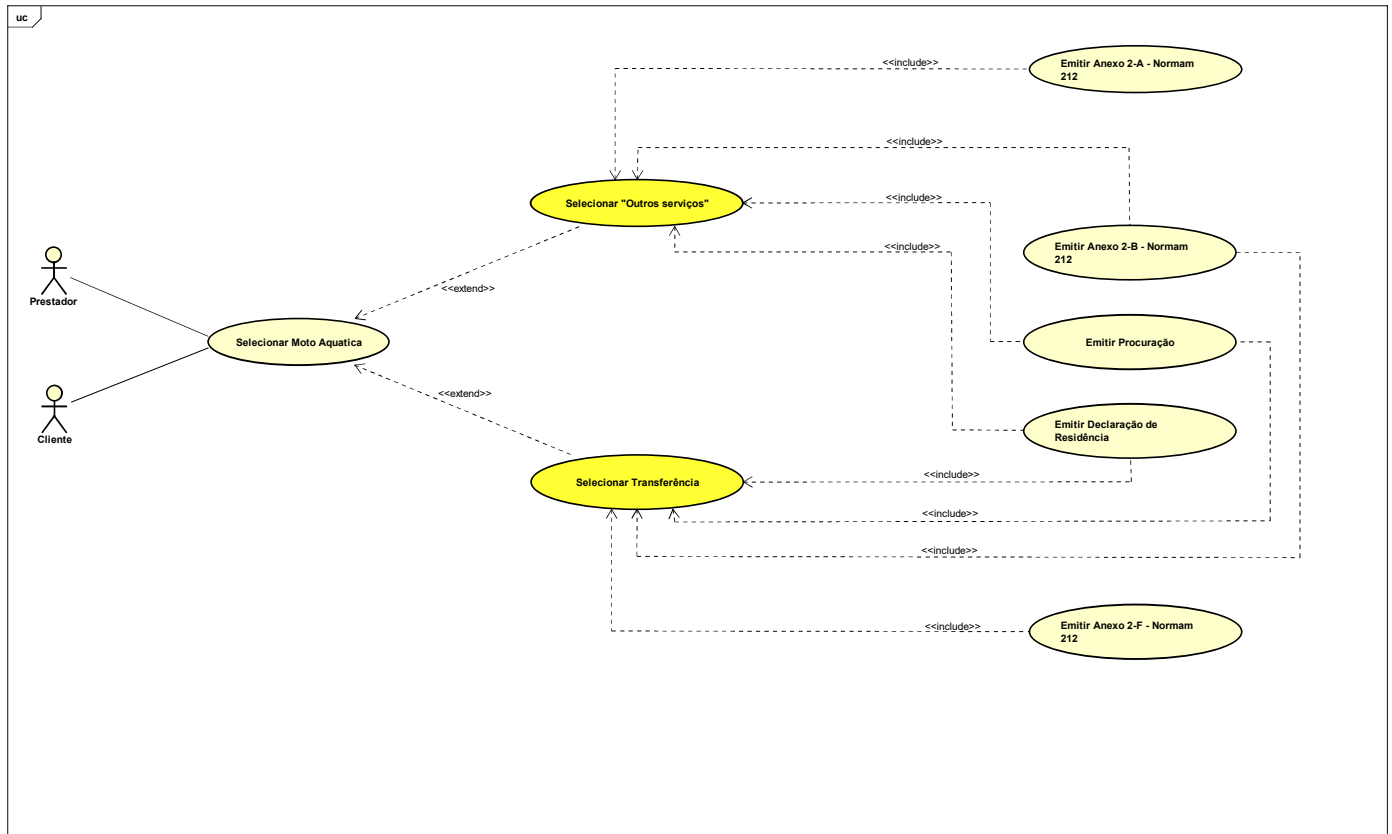 uc
<<include>>
Emitir Anexo 2-A - Normam
212
<<include>>
Selecionar "Outros serviços"
<<include>>
<<include>>
Emitir Anexo 2-B - Normam
212
Prestador
<<extend>>
Selecionar Moto Aquatica
Emitir Procuração
<<extend>>
Cliente
Emitir Declaração de
Residência
Selecionar Transferência
<<include>>
<<include>>
<<include>>
<<include>>
Emitir Anexo 2-F - Normam
212